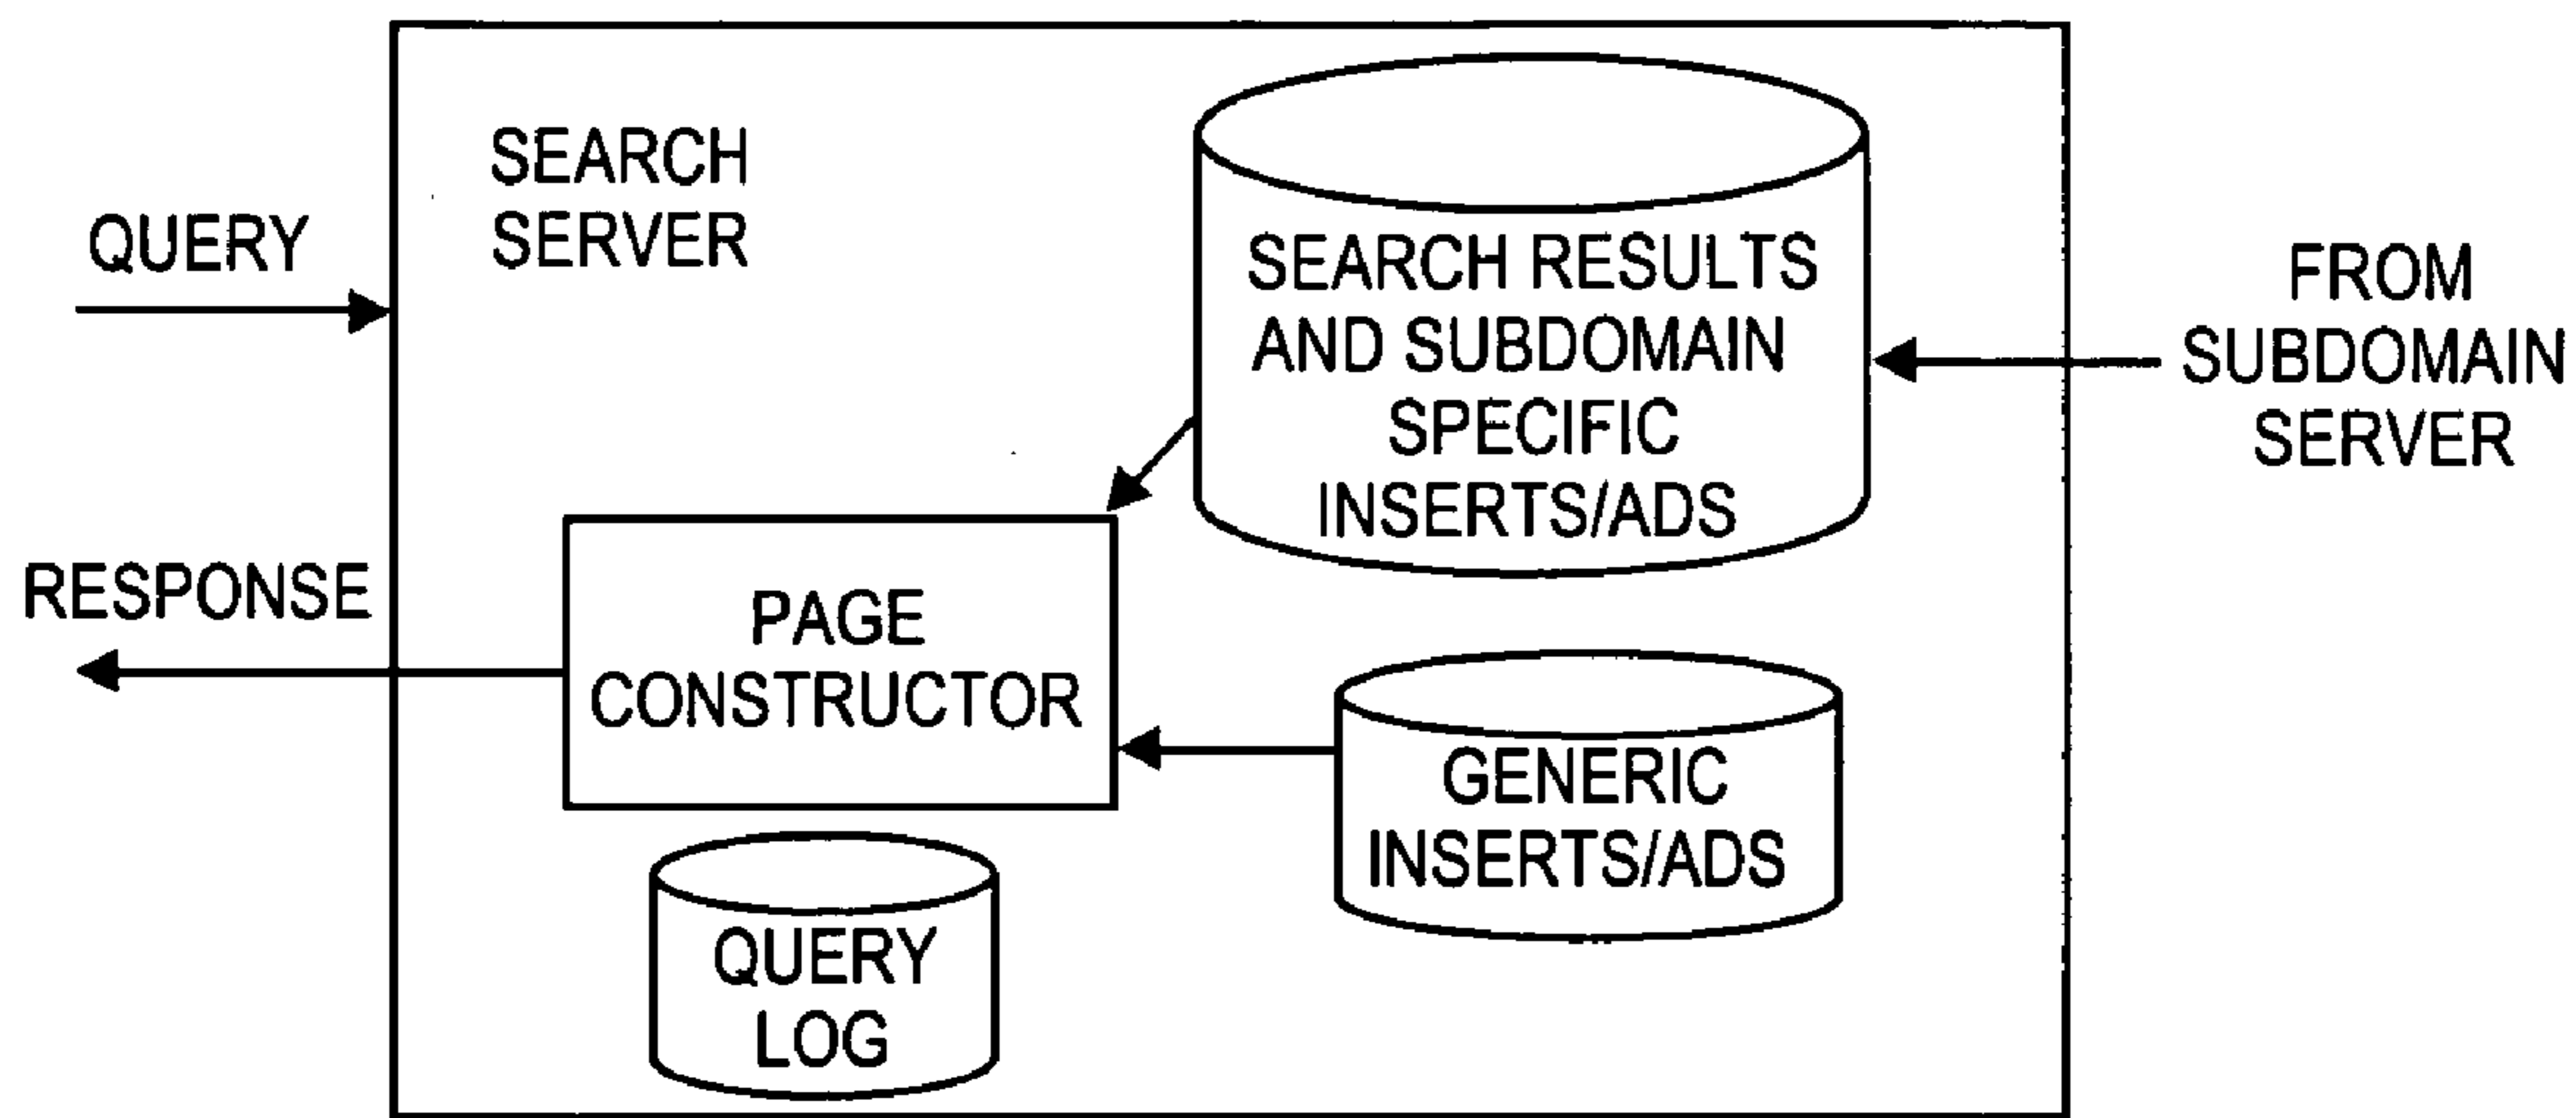 SEARCH
SERVER
QUERY
RESPONSE
SEARCH RESULTS
AND SUBDOMAIN
SPECIFIC
INSERTS/ADS
FROM
SUBDOMAIN
SERVER
PAGE
CONSTRUCTOR
GENERIC
INSERTS/ADS
QUERY
LOG